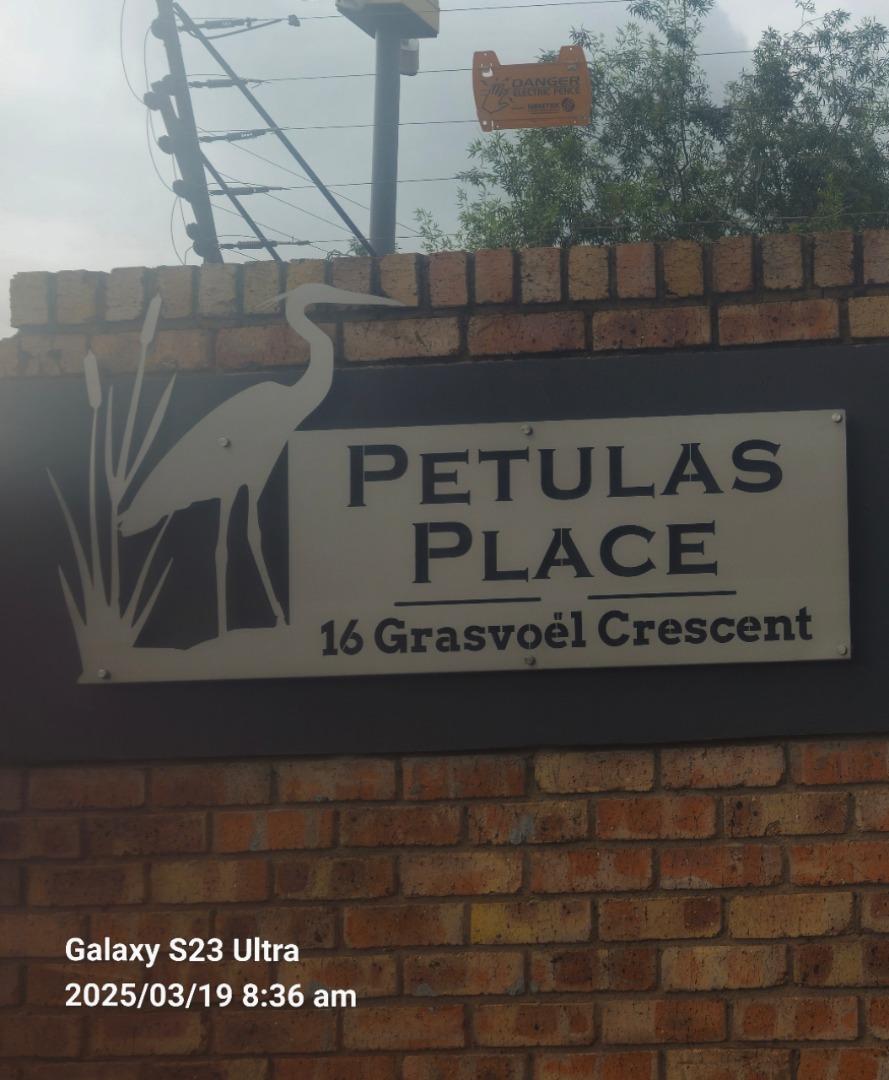 DANGER
ELECTRIC FENCE
PETULAS
PLACE
16 Grasvoël Crescent
Galaxy S23 Ultra
2025/03/19 8:36 am